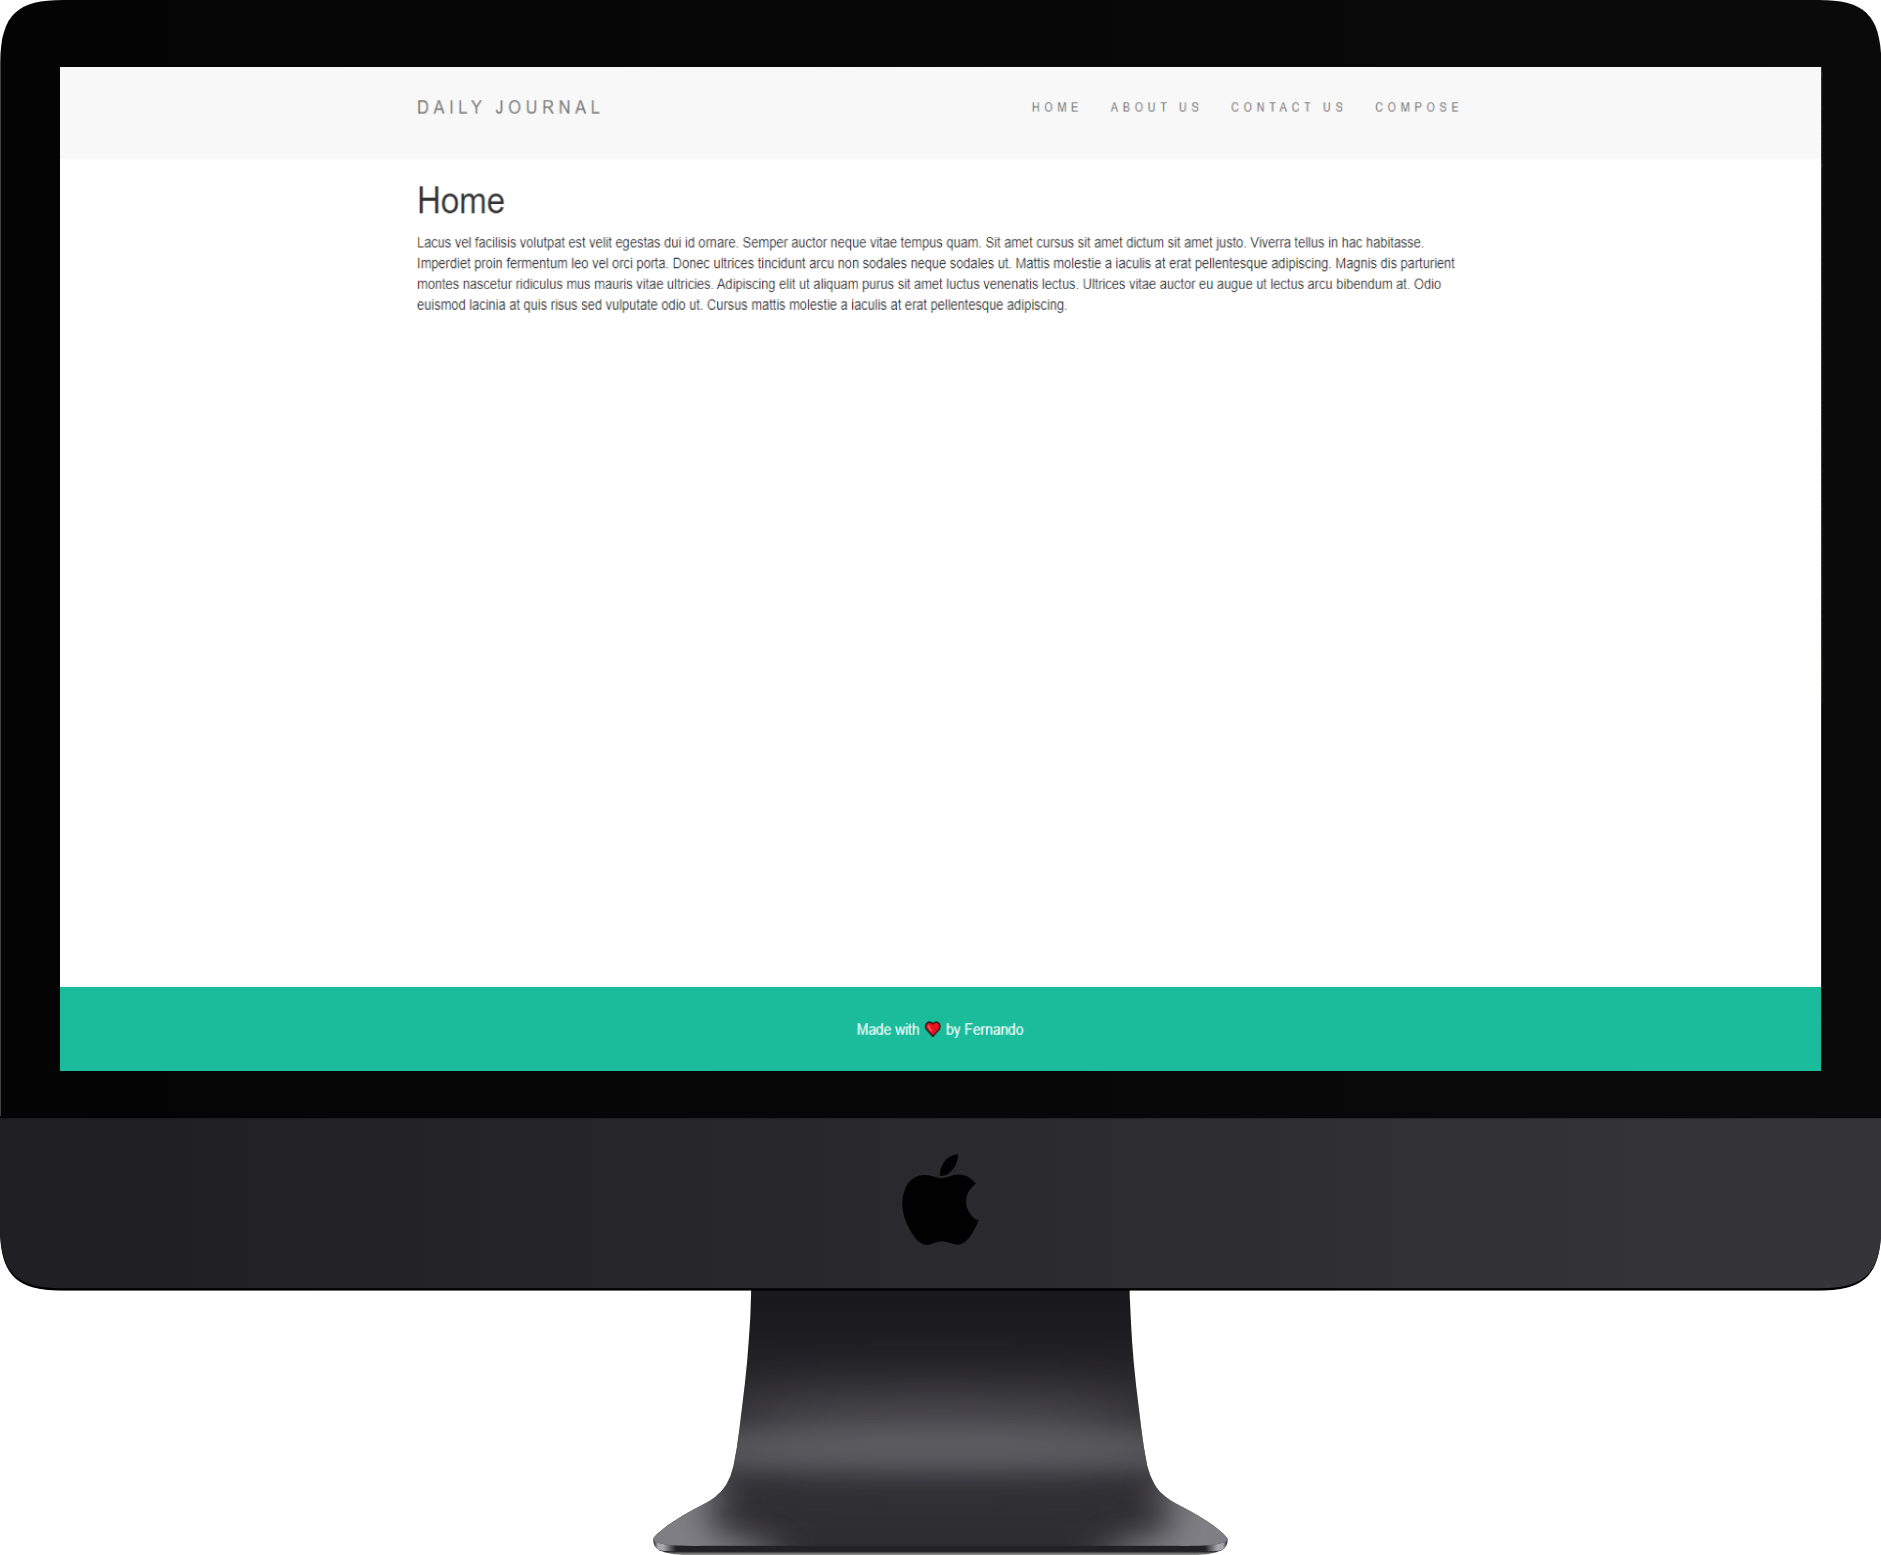 DAILY JOURNAL
HOME ABOUT US CONTACT US COMPOSE
Home
Lacus vel facilisis volutpat est velit egestas dui id ornare. Semper auctor neque vitae tempus quam. Sit amet cursus sit amet dictum sit amet justo. Viverra tellus in hac habitasse.
Imperdiet proin fermentum leo vel orci porta. Donec ultrices tincidunt arcu non sodales neque sodales ut. Mattis molestie a iaculis at erat pellentesque adipiscing. Magnis dis parturient
montes nascetur ridiculus mus mauris vitae ultricies. Adipiscing elit ut aliquam purus sit amet luctus venenatis lectus. Ultrices vitae auctor eu augue ut lectus arcu bibendum at. Odio
euismod lacinia at quis risus sed vulputate odio ut. Cursus mattis molestie a iaculis at erat pellentesque adipiscing.
Made with ❤ by Fernando